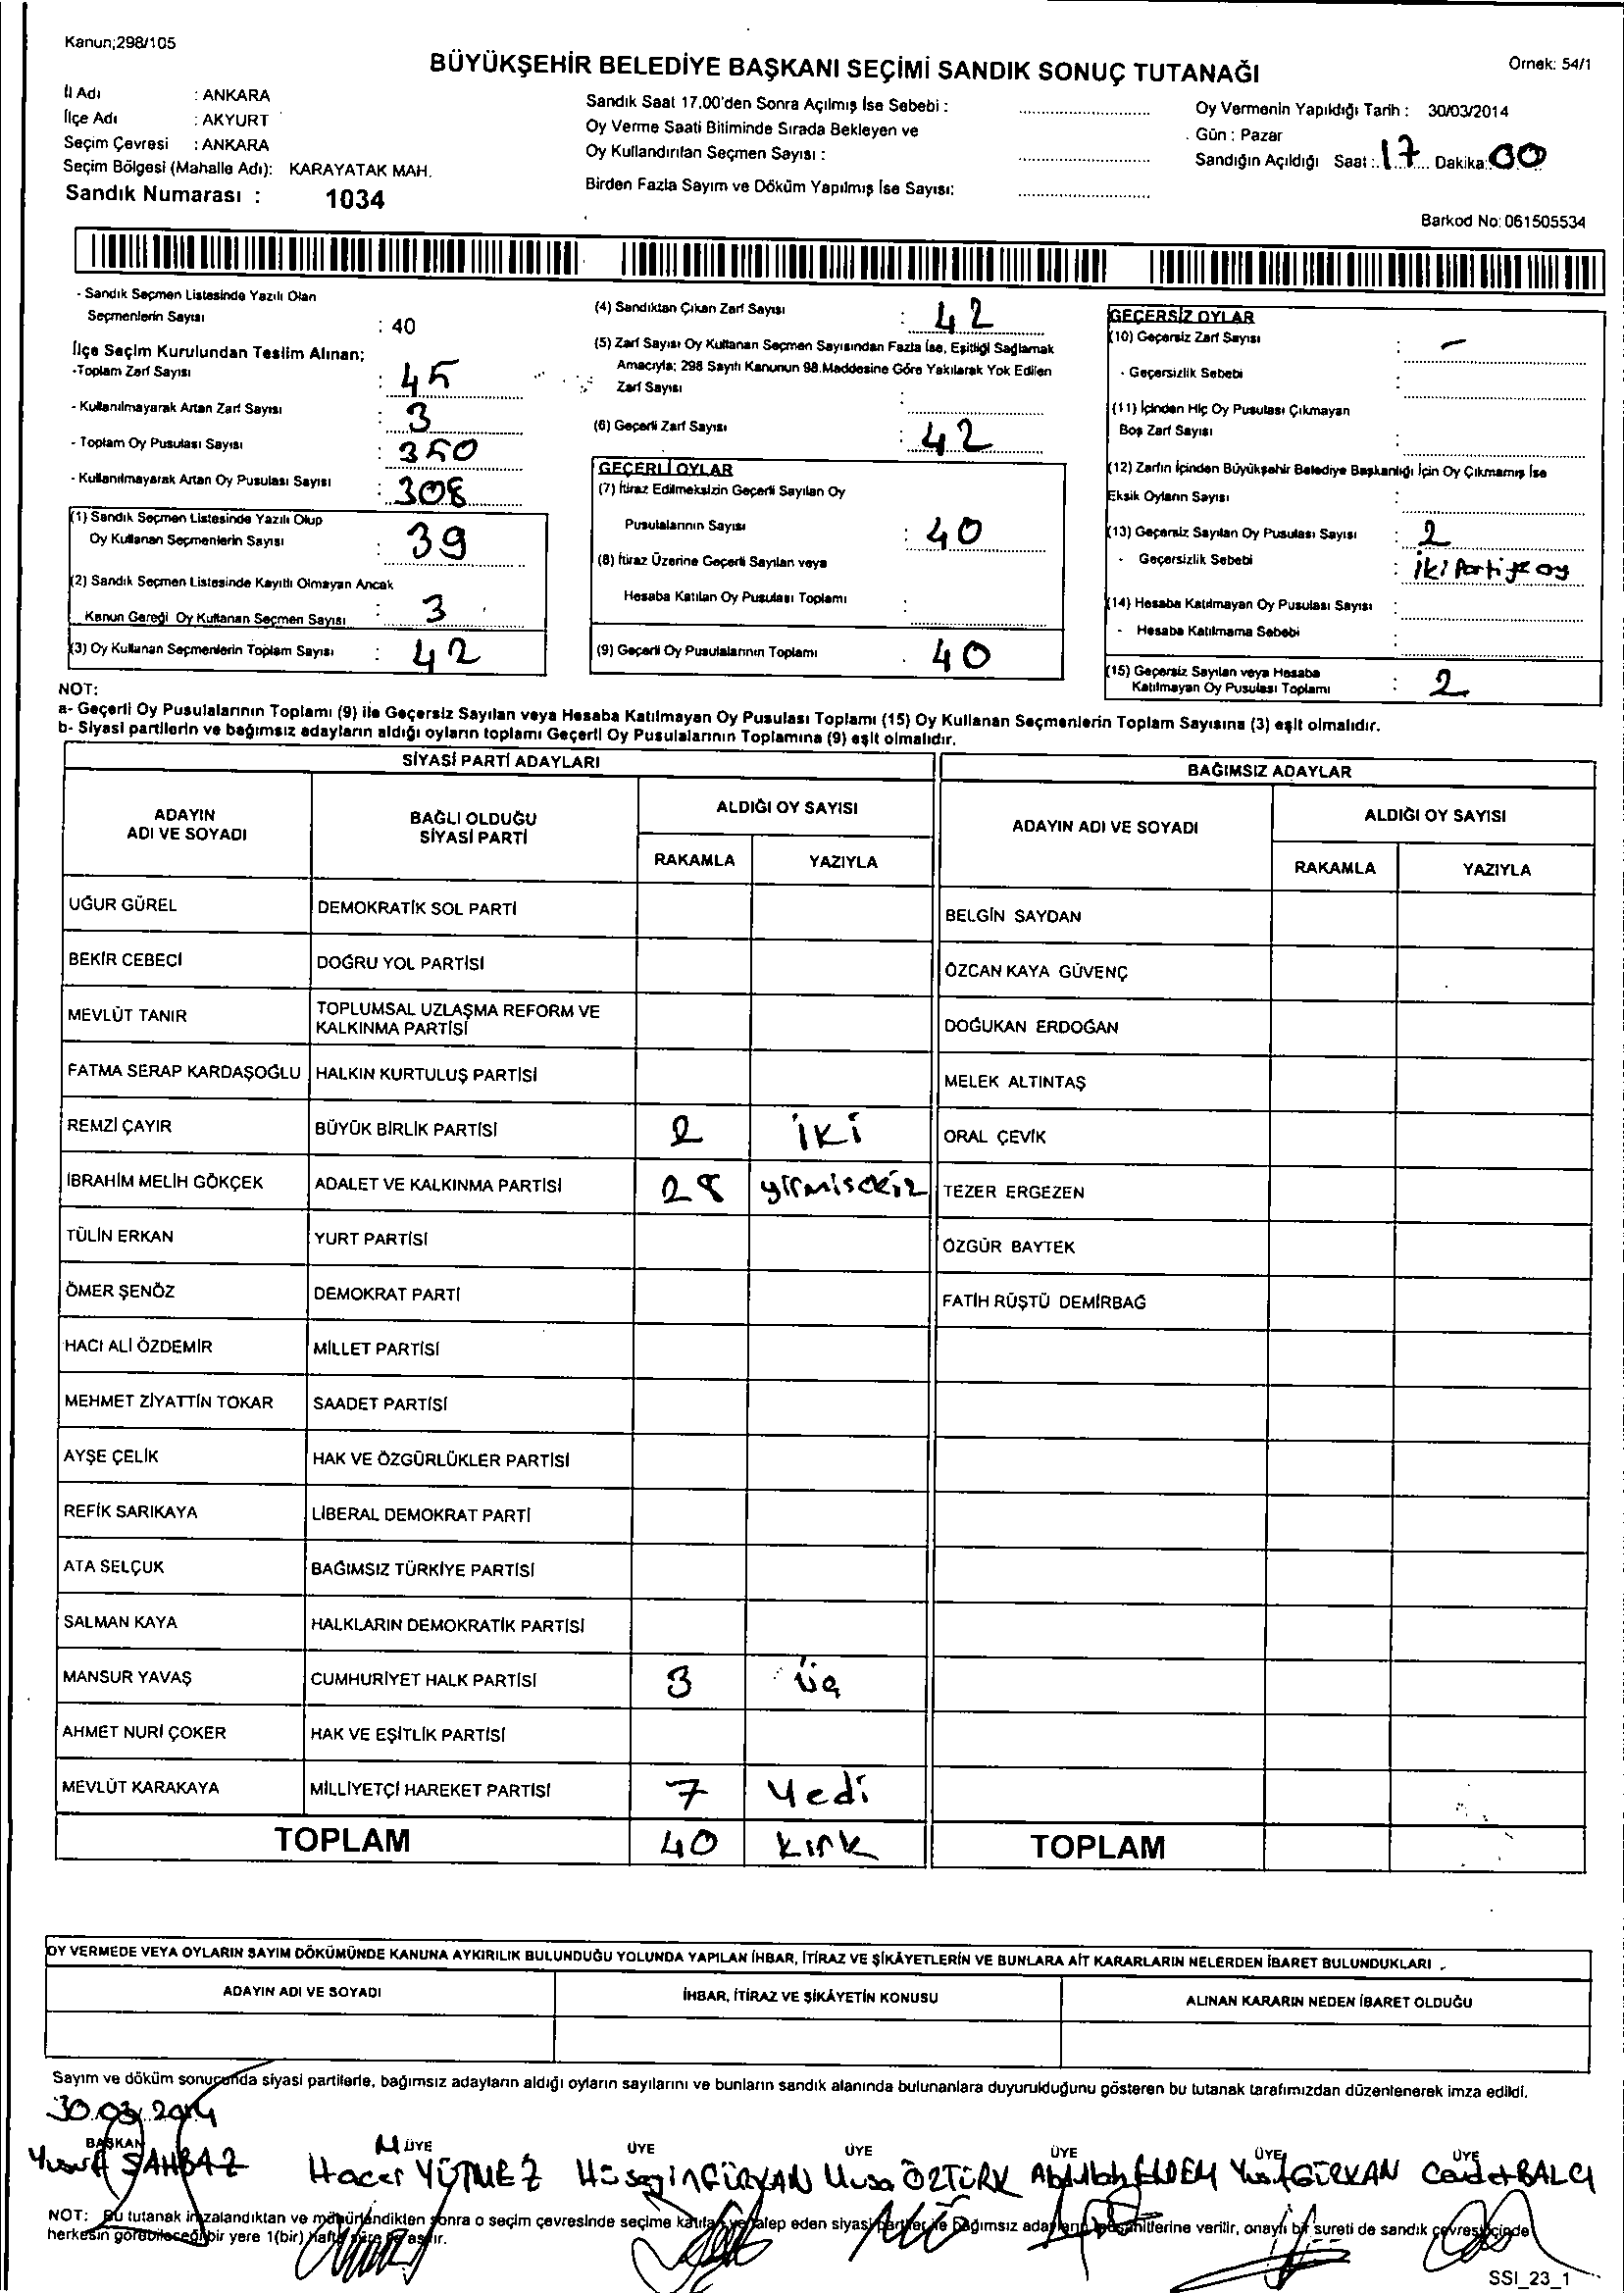 Kanun;298/105
BÜYÜKŞEHİR BELEDİYE BAŞKANI SEÇİMİ SANDIK SONUÇ TUTANAĞI
Örnek: 54/1
İl Adı : ANKARA
İlçe Adı : AKYURT
Seçim Çevresi : ANKARA
Seçim Bölgesi (Mahalle Adı): KARAYATAK MAH.
Sandık Numarası : 1034
Sandık Saat 17.00'den Sonra Açılmış İse Sebebi :
Oy Verme Saati Bitiminde Sırada Bekleyen ve
Oy Kullandırılan Seçmen Sayısı :
Birden Fazla Sayım ve Döküm Yapılmış İse Sayısı:
Oy Vermenin Yapıldığı Tarih : 30/03/2014
Gün : Pazar
Sandığın Açıldığı Saat : 17 Dakika: 00
Barkod No: 061505534
- Sandık Seçmen Listesinde Yazılı Olan
Seçmenlerin Sayısı : 40
İlçe Seçim Kurulundan Teslim Alınan;
-Toplam Zarf Sayısı : 45
- Kullanılmayarak Artan Zarf Sayısı : 3
- Toplam Oy Pusulası Sayısı : 350
- Kullanılmayarak Artan Oy Pusulası Sayısı : 308
(1) Sandık Seçmen Listesinde Yazılı Olup
Oy Kullanan Seçmenlerin Sayısı : 39
(2) Sandık Seçmen Listesinde Kayıtlı Olmayan Ancak
Kanun Gereği Oy Kullanan Seçmen Sayısı : 3
(3) Oy Kullanan Seçmenlerin Toplam Sayısı : 42
(4) Sandıktan Çıkan Zarf Sayısı : 42
(5) Zarf Sayısı Oy Kullanan Seçmen Sayısından Fazla İse, Eşitliği Sağlamak
Amacıyla; 298 Sayılı Kanunun 98.Maddesine Göre Yakılarak Yok Edilen
Zarf Sayısı :
(6) Geçerli Zarf Sayısı : 42
GEÇERLİ OYLAR
(7) İtiraz Edilmeksizin Geçerli Sayılan Oy
Pusulalarının Sayısı : 40
(8) İtiraz Üzerine Geçerli Sayılan veya
Hesaba Katılan Oy Pusulası Toplamı :
(9) Geçerli Oy Pusulalarının Toplamı : 40
GEÇERSİZ OYLAR
(10) Geçersiz Zarf Sayısı : -
- Geçersizlik Sebebi :
(11) İçinden Hiç Oy Pusulası Çıkmayan
Boş Zarf Sayısı :
(12) Zarfın İçinden Büyükşehir Belediye Başkanlığı İçin Oy Çıkmamış İse
Eksik Oyların Sayısı :
(13) Geçersiz Sayılan Oy Pusulası Sayısı : 2
- Geçersizlik Sebebi : iki Partiye oy
(14) Hesaba Katılmayan Oy Pusulası Sayısı :
- Hesaba Katılmama Sebebi :
(15) Geçersiz Sayılan veya Hesaba
Katılmayan Oy Pusulası Toplamı : 2
NOT:
a- Geçerli Oy Pusulalarının Toplamı (9) ile Geçersiz Sayılan veya Hesaba Katılmayan Oy Pusulası Toplamı (15) Oy Kullanan Seçmenlerin Toplam Sayısına (3) eşit olmalıdır.
b- Siyasi partilerin ve bağımsız adayların aldığı oyların toplamı Geçerli Oy Pusulalarının Toplamına (9) eşit olmalıdır.
SİYASİ PARTİ ADAYLARI
ADAYIN ADI VE SOYADI
BAĞLI OLDUĞU SİYASİ PARTİ
ALDIĞI OY SAYISI
RAKAMLA YAZIYLA
BAĞIMSIZ ADAYLAR
ADAYIN ADI VE SOYADI
ALDIĞI OY SAYISI
RAKAMLA YAZIYLA
UĞUR GÜREL DEMOKRATİK SOL PARTİ BELGİN SAYDAN
BEKİR CEBECİ DOĞRU YOL PARTİSİ ÖZCAN KAYA GÜVENÇ
MEVLÜT TANIR TOPLUMSAL UZLAŞMA REFORM VE KALKINMA PARTİSİ DOĞUKAN ERDOĞAN
FATMA SERAP KARDAŞOĞLU HALKIN KURTULUŞ PARTİSİ MELEK ALTINTAŞ
REMZİ ÇAYIR BÜYÜK BİRLİK PARTİSİ 2 iKi ORAL ÇEVİK
İBRAHİM MELİH GÖKÇEK ADALET VE KALKINMA PARTİSİ 28 yirmisekiz TEZER ERGEZEN
TÜLİN ERKAN YURT PARTİSİ ÖZGÜR BAYTEK
ÖMER ŞENÖZ DEMOKRAT PARTİ FATİH RÜŞTÜ DEMİRBAĞ
HACI ALİ ÖZDEMİR MİLLET PARTİSİ
MEHMET ZİYATTİN TOKAR SAADET PARTİSİ
AYŞE ÇELİK HAK VE ÖZGÜRLÜKLER PARTİSİ
REFİK SARIKAYA LİBERAL DEMOKRAT PARTİ
ATA SELÇUK BAĞIMSIZ TÜRKİYE PARTİSİ
SALMAN KAYA HALKLARIN DEMOKRATİK PARTİSİ
MANSUR YAVAŞ CUMHURİYET HALK PARTİSİ 3 üç
AHMET NURİ ÇOKER HAK VE EŞİTLİK PARTİSİ
MEVLÜT KARAKAYA MİLLİYETÇİ HAREKET PARTİSİ 7 Yedi
TOPLAM 40 kırk TOPLAM
OY VERMEDE VEYA OYLARIN SAYIM DÖKÜMÜNDE KANUNA AYKIRILIK BULUNDUĞU YOLUNDA YAPILAN İHBAR, İTİRAZ VE ŞİKÂYETLERİN VE BUNLARA AİT KARARLARIN NELERDEN İBARET BULUNDUKLARI
ADAYIN ADI VE SOYADI İHBAR, İTİRAZ VE ŞİKÂYETİN KONUSU ALINAN KARARIN NEDEN İBARET OLDUĞU
Sayım ve döküm sonucunda siyasi partilerle, bağımsız adayların aldığı oyların sayılarını ve bunların sandık alanında bulunanlara duyurulduğunu gösteren bu tutanak tarafımızdan düzenlenerek imza edildi.
30.03.2014
BAŞKAN ÜYE ÜYE ÜYE ÜYE ÜYE ÜYE
Yusuf ŞAHBAZ Hacer YÜTMEZ Hüseyin GÜRKAN Musa ÖZTÜRK Abdullah ELDEM Yusuf GÜRKAN Cevdet BALCI
NOT: Bu tutanak imzalandıktan ve mühürlendikten sonra o seçim çevresinde seçime katılan ve talep eden siyasi partiler ile bağımsız adayların müşahitlerine verilir, onaylı bir sureti de sandık çevresi içinde
herkesin görebileceği bir yere 1(bir) hafta süre ile asılır.
SSI_23_1